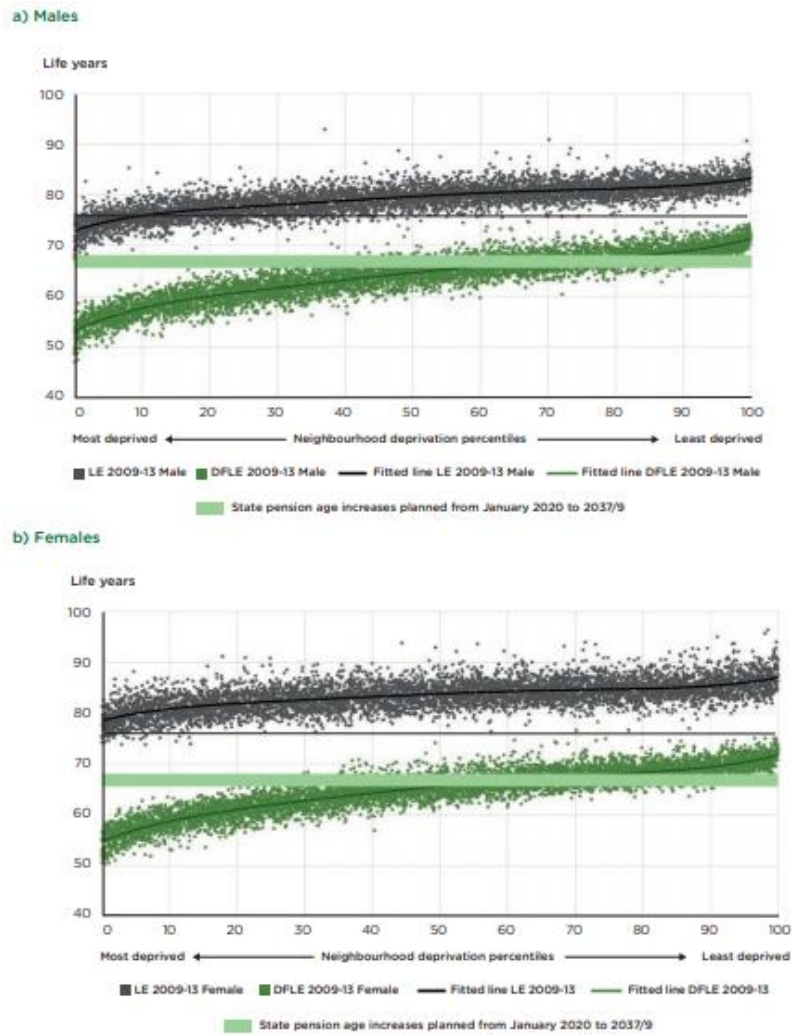 a) Males
Life years
100
90
80
70
60
50
40
0 10 20 30 40 50 60 70 80 90 100
Most deprived Neighbourhood deprivation percentiles Least deprived
LE 2009-13 Male DFLE 2009-13 Male Fitted line LE 2009-13 Male Fitted line DFLE 2009-13 Male
State pension age increases planned from January 2020 to 2037/9
b) Females
Life years
100
90
80
70
60
50
40
0 10 20 30 40 50 60 70 80 90 100
Most deprived Neighbourhood deprivation percentiles Least deprived
LE 2009-13 Female DFLE 2009-13 Female Fitted line LE 2009-13 Fitted line DFLE 2009-13
State pension age increases planned from January 2020 to 2037/9